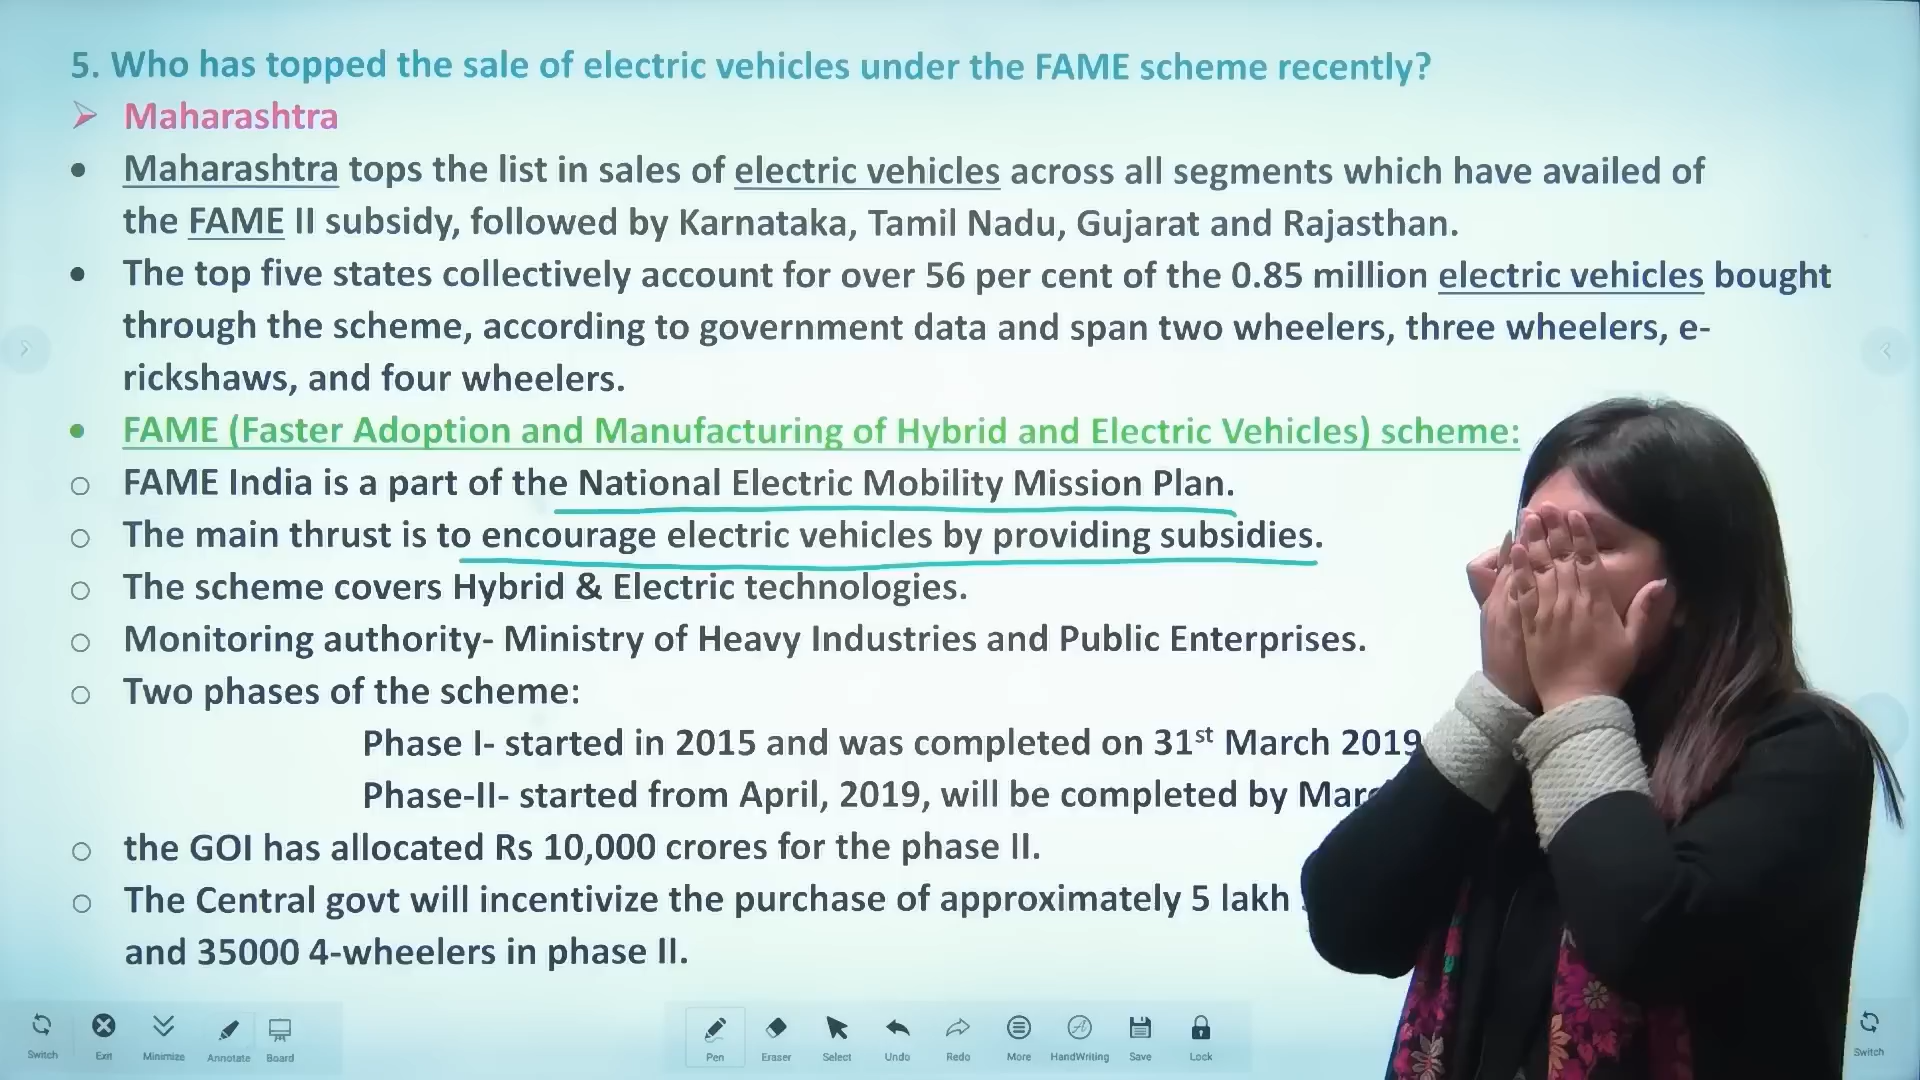 5. Who has topped the sale of electric vehicles under the FAME scheme recently?
Maharashtra
Maharashtra tops the list in sales of electric vehicles across all segments which have availed of
the FAME II subsidy, followed by Karnataka, Tamil Nadu, Gujarat and Rajasthan.
The top five states collectively account for over 56 per cent of the 0.85 million electric vehicles bought
through the scheme, according to government data and span two wheelers, three wheelers, e-
rickshaws, and four wheelers.
FAME (Faster Adoption and Manufacturing of Hybrid and Electric Vehicles) scheme:
FAME India is a part of the National Electric Mobility Mission Plan.
The main thrust is to encourage electric vehicles by providing subsidies.
The scheme covers Hybrid & Electric technologies.
Monitoring authority- Ministry of Heavy Industries and Public Enterprises.
Two phases of the scheme:
Phase I- started in 2015 and was completed on 31st March 2019
Phase-II- started from April, 2019, will be completed by
the GOI has allocated Rs 10,000 crores for the phase II.
The Central govt will incentivize the purchase of approximately 5 lakh
and 35000 4-wheelers in phase II.
Switch Exit Minimize Annotate Board Pen Eraser Select Undo Redo More HandWriting Save Lock Switch